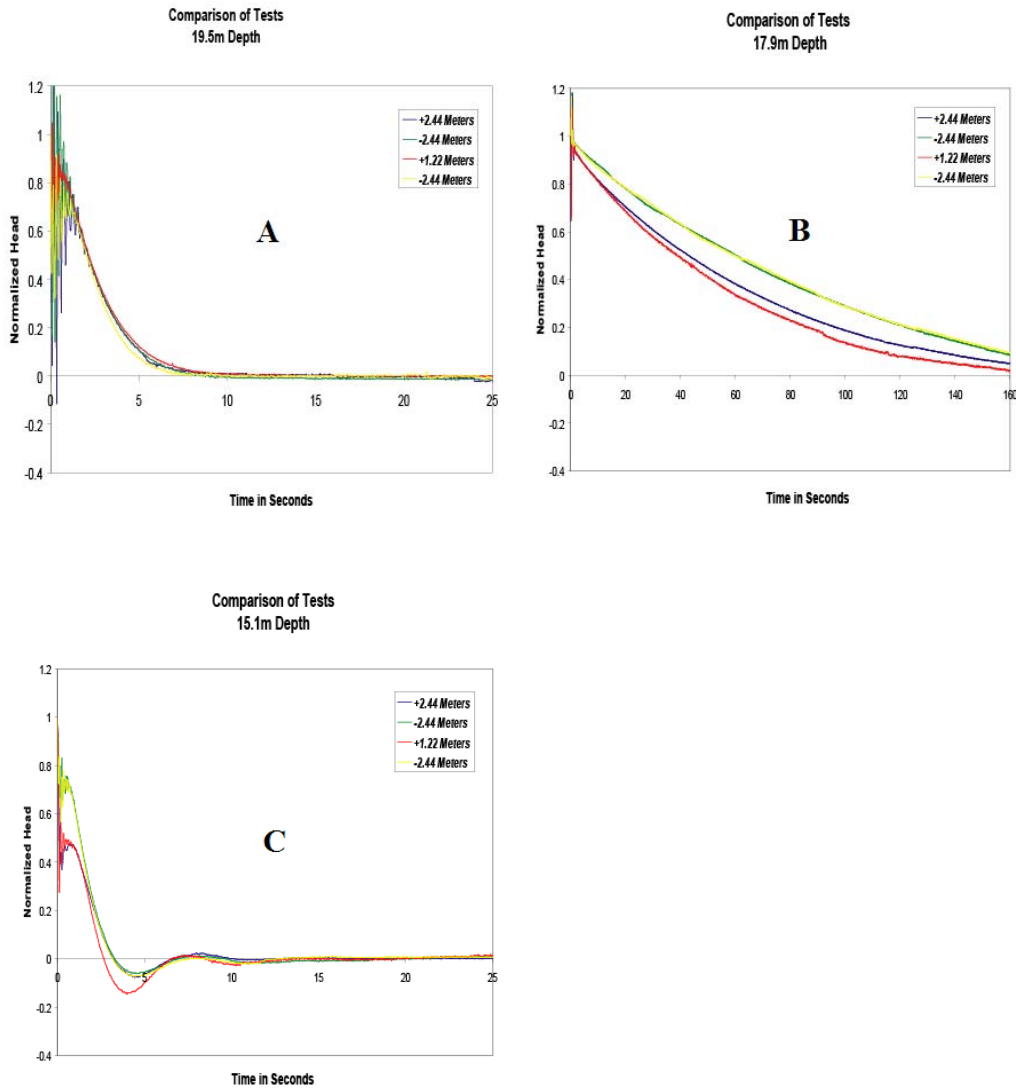 Comparison of Tests
19.5m Depth
1.2
1
0.8
0.6
0.4
0.2
0
-0.2
-0.4
Normalized Head
0 5 10 15 20 25
Time in Seconds
+2.44 Meters
-2.44 Meters
+1.22 Meters
-2.44 Meters
A
Comparison of Tests
17.9m Depth
1.2
1
0.8
0.6
0.4
0.2
0
-0.2
-0.4
Normalized Head
0 20 40 60 80 100 120 140 160
Time in Seconds
+2.44 Meters
-2.44 Meters
+1.22 Meters
-2.44 Meters
B
Comparison of Tests
15.1m Depth
1.2
1
0.8
0.6
0.4
0.2
0
-0.2
-0.4
Normalized Head
0 5 10 15 20 25
Time in Seconds
+2.44 Meters
-2.44 Meters
+1.22 Meters
-2.44 Meters
C